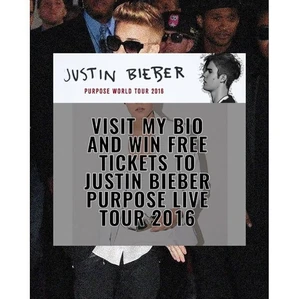 JUSTIN BIEBER
PURPOSE WORLD TOUR 2016
VISIT MY BIO
AND WIN FREE
TICKETS TO
JUSTIN BIEBER
PURPOSE LIVE
TOUR 2016